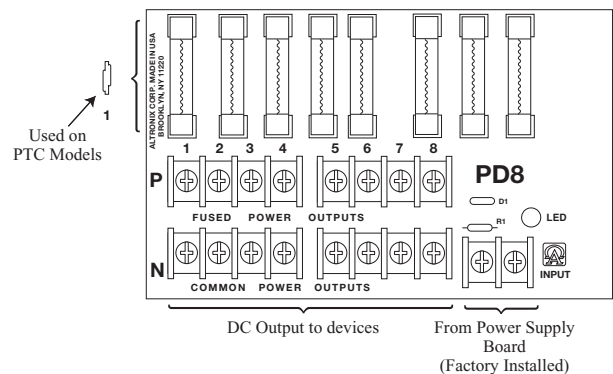 ALTRONIX CORP. MADE IN USA
BROOKLYN, NY 11220
1
Used on
PTC Models
1 2 3 4 5 6 7 8
P
PD8
D1
FUSED POWER OUTPUTS
LED
R1
N
INPUT
COMMON POWER OUTPUTS
DC Output to devices
From Power Supply
Board
(Factory Installed)